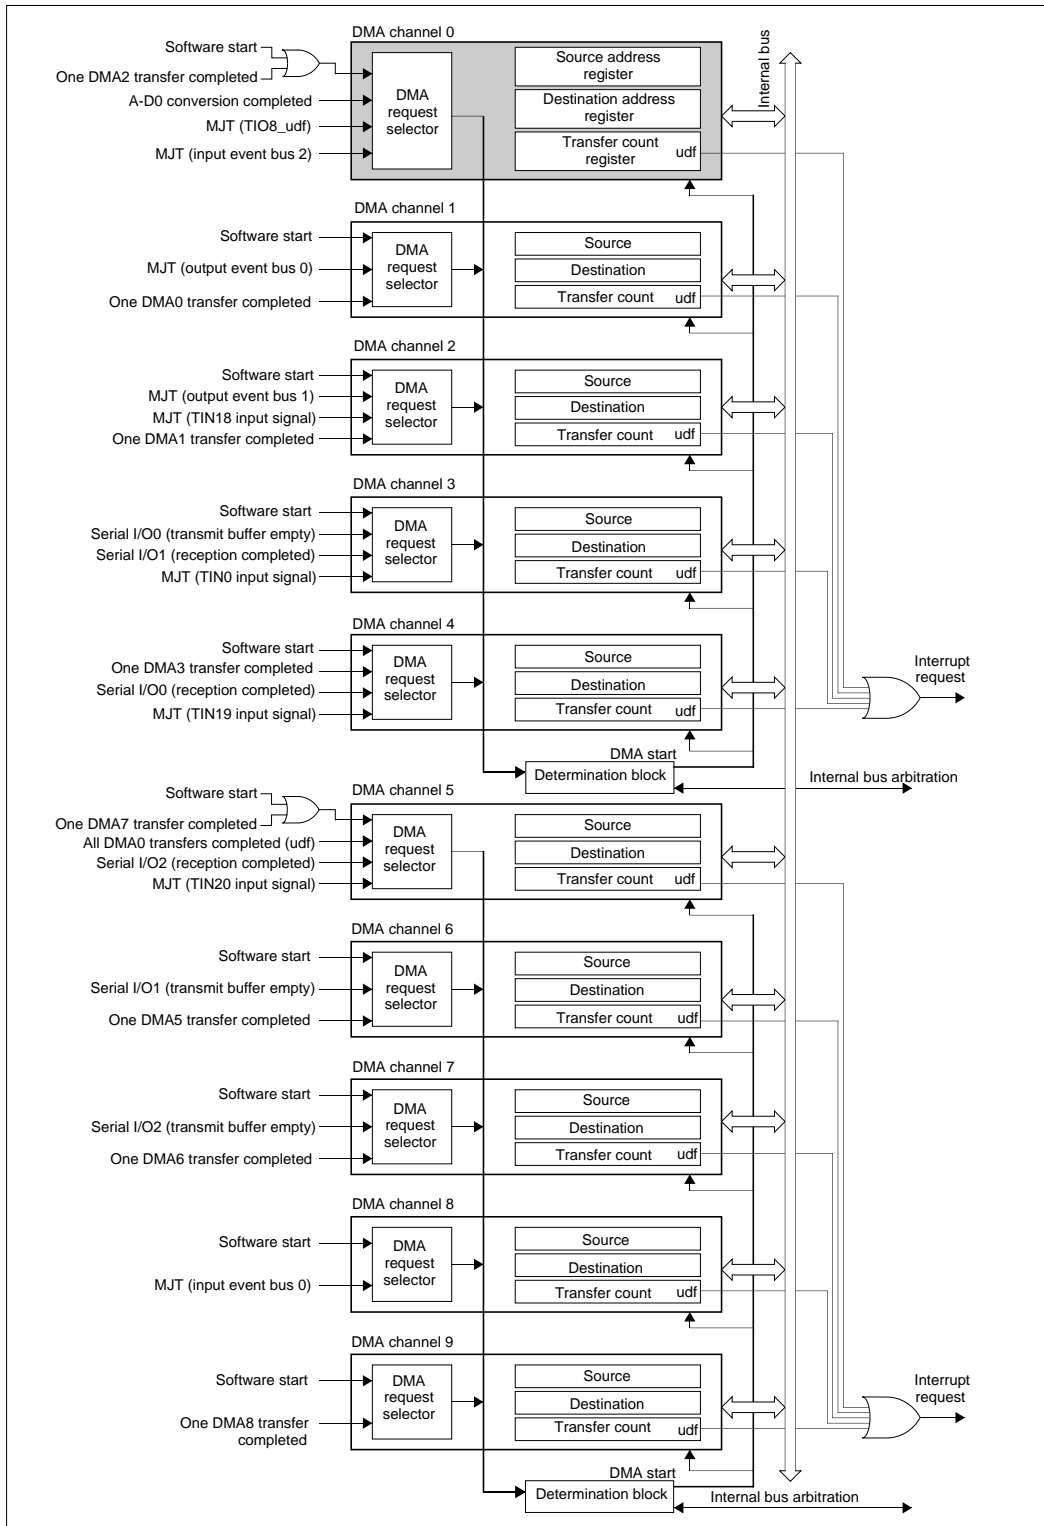 DMA channel 0
Software start
One DMA2 transfer completed
A-D0 conversion completed
MJT (TIO8_udf)
MJT (input event bus 2)
DMA
request
selector
Source address
register
Destination address
register
Transfer count
register
udf
Internal bus
DMA channel 1
Software start
MJT (output event bus 0)
One DMA0 transfer completed
DMA
request
selector
Source
Destination
Transfer count
udf
DMA channel 2
Software start
MJT (output event bus 1)
MJT (TIN18 input signal)
One DMA1 transfer completed
DMA
request
selector
Source
Destination
Transfer count
udf
DMA channel 3
Software start
Serial I/O0 (transmit buffer empty)
Serial I/O1 (reception completed)
MJT (TIN0 input signal)
DMA
request
selector
Source
Destination
Transfer count
udf
DMA channel 4
Software start
One DMA3 transfer completed
Serial I/O0 (reception completed)
MJT (TIN19 input signal)
DMA
request
selector
Source
Destination
Transfer count
udf
Interrupt
request
DMA start
Determination block
Internal bus arbitration
DMA channel 5
Software start
One DMA7 transfer completed
All DMA0 transfers completed (udf)
Serial I/O2 (reception completed)
MJT (TIN20 input signal)
DMA
request
selector
Source
Destination
Transfer count
udf
DMA channel 6
Software start
Serial I/O1 (transmit buffer empty)
One DMA5 transfer completed
DMA
request
selector
Source
Destination
Transfer count
udf
DMA channel 7
Software start
Serial I/O2 (transmit buffer empty)
One DMA6 transfer completed
DMA
request
selector
Source
Destination
Transfer count
udf
DMA channel 8
Software start
MJT (input event bus 0)
DMA
request
selector
Source
Destination
Transfer count
udf
DMA channel 9
Software start
One DMA8 transfer
completed
DMA
request
selector
Source
Destination
Transfer count
udf
Interrupt
request
DMA start
Determination block
Internal bus arbitration